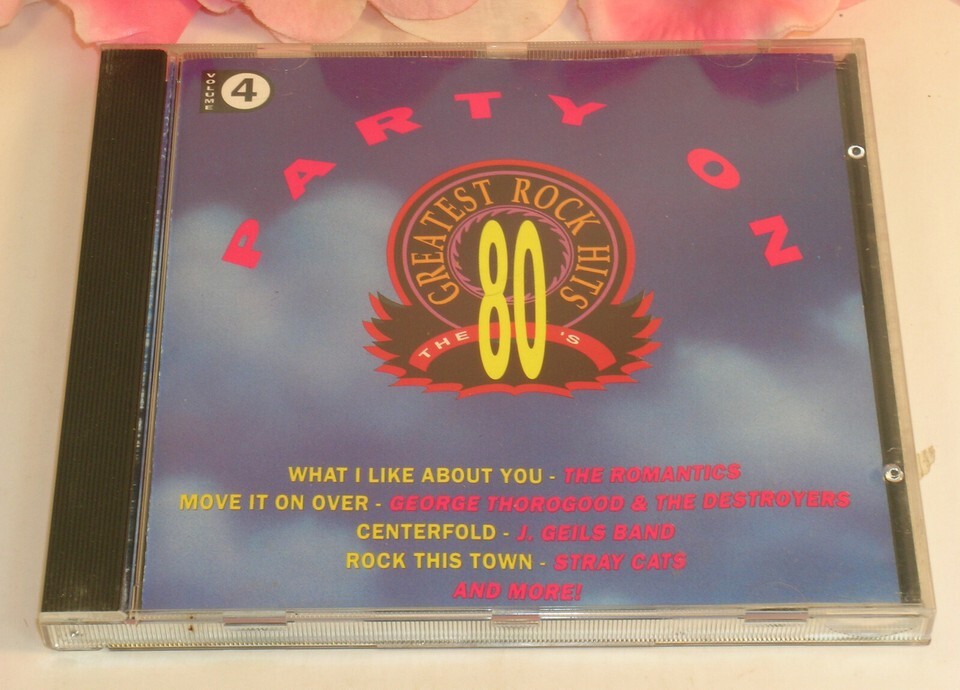 VOLUME 4
PARTY ON
GREATEST ROCK HITS
THE 80'S
WHAT I LIKE ABOUT YOU - THE ROMANTICS
MOVE IT ON OVER - GEORGE THOROGOOD & THE DESTROYERS
CENTERFOLD - J. GEILS BAND
ROCK THIS TOWN - STRAY CATS
AND MORE!